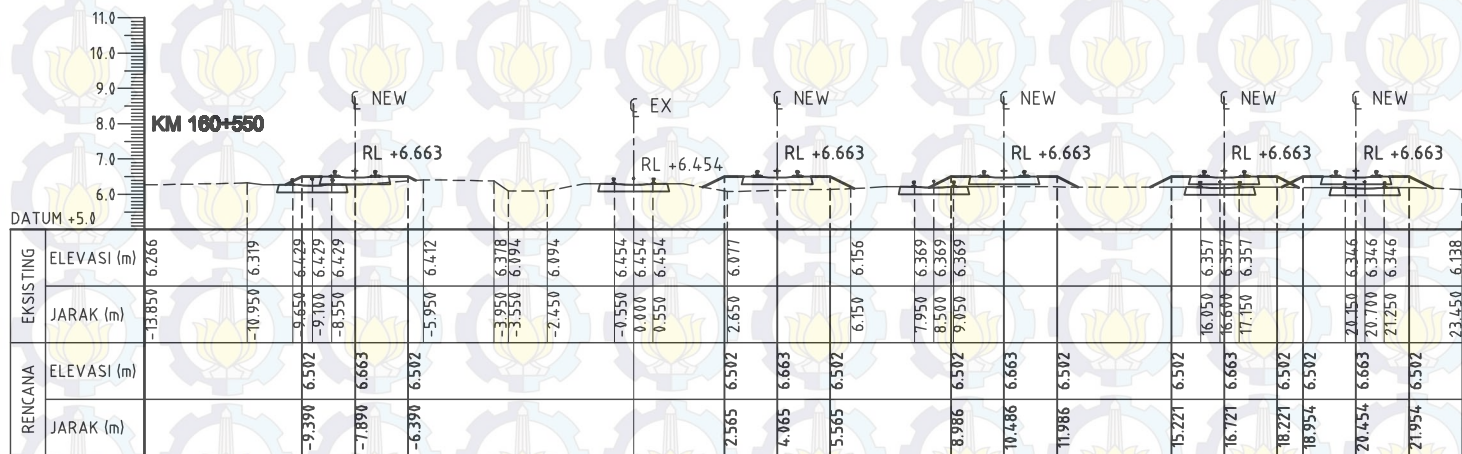 11.0
10.0
9.0
8.0
7.0
6.0
DATUM +5.0
KM 160+550
℄ NEW
℄ EX
℄ NEW
℄ NEW
℄ NEW
℄ NEW
RL +6.663
RL +6.454
RL +6.663
RL +6.663
RL +6.663
RL +6.663
EKSISTING
ELEVASI (m) 6.266 6.319 6.429 6.429 6.429 6.412 6.378 6.094 6.094 6.454 6.454 6.454 6.077 6.156 6.369 6.369 6.369 6.357 6.357 6.357 6.346 6.346 6.346 6.138
JARAK (m) -13.850 -10.950 -9.650 -9.100 -8.550 -5.950 -3.950 -3.550 -2.450 -0.550 0.000 0.550 2.650 6.150 7.950 8.500 9.050 16.050 16.600 17.150 20.150 20.700 21.250 23.450
RENCANA
ELEVASI (m) 6.502 6.663 6.502 6.502 6.663 6.502 6.502 6.663 6.502 6.502 6.663 6.502 6.502 6.663 6.502
JARAK (m) -9.390 -7.890 -6.390 2.565 4.065 5.565 8.986 10.486 11.986 15.221 16.721 18.221 18.954 20.454 21.954